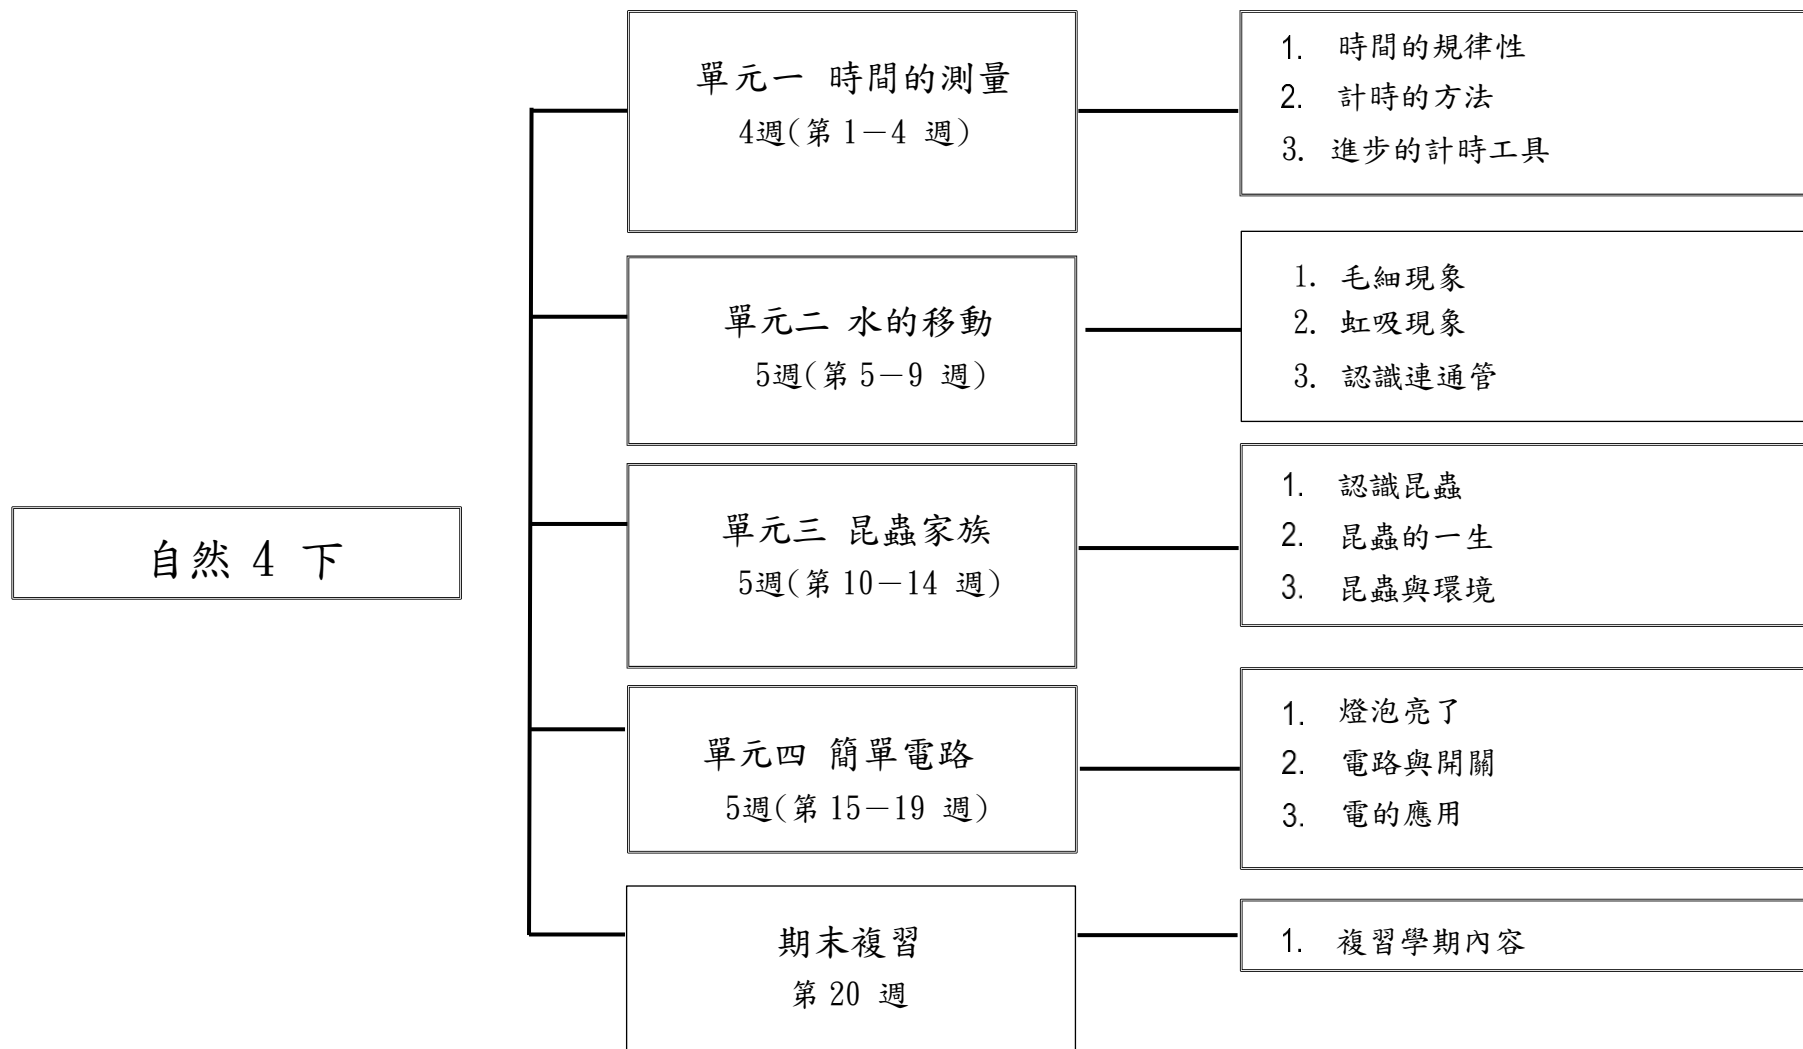 自然 4 下
單元一 時間的測量
4週(第 1－4 週)
1. 時間的規律性
2. 計時的方法
3. 進步的計時工具
單元二 水的移動
5週(第 5－9 週)
1. 毛細現象
2. 虹吸現象
3. 認識連通管
單元三 昆蟲家族
5週(第 10－14 週)
1. 認識昆蟲
2. 昆蟲的一生
3. 昆蟲與環境
單元四 簡單電路
5週(第 15－19 週)
1. 燈泡亮了
2. 電路與開關
3. 電的應用
期末複習
第 20 週
1. 複習學期內容